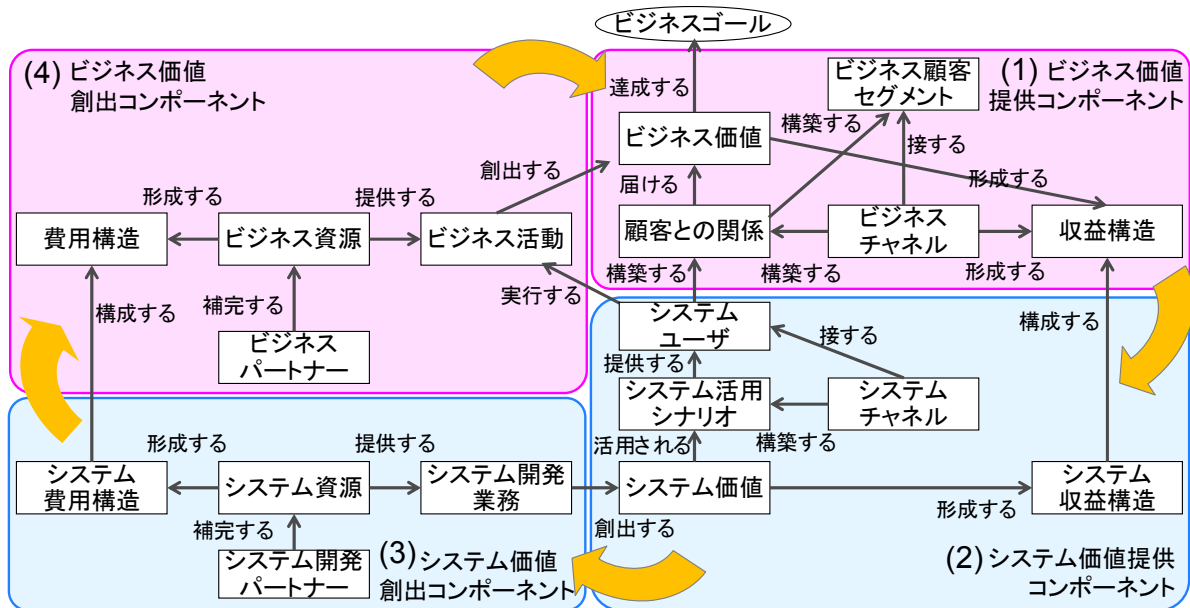 ビジネスゴール
(4) ビジネス価値
創出コンポーネント
達成する
ビジネス顧客
セグメント
(1) ビジネス価値
提供コンポーネント
ビジネス価値
構築する
接する
創出する
届ける
形成する
形成する
提供する
費用構造
ビジネス資源
ビジネス活動
顧客との関係
ビジネス
チャネル
収益構造
構築する
構築する
形成する
実行する
構成する
補完する
ビジネス
パートナー
システム
ユーザ
接する
構成する
提供する
システム活用
シナリオ
システム
チャネル
形成する
提供する
活用される
構築する
システム
費用構造
システム資源
システム開発
業務
システム価値
システム
収益構造
補完する
創出する
形成する
システム開発
パートナー
(3) システム価値
創出コンポーネント
(2) システム価値提供
コンポーネント